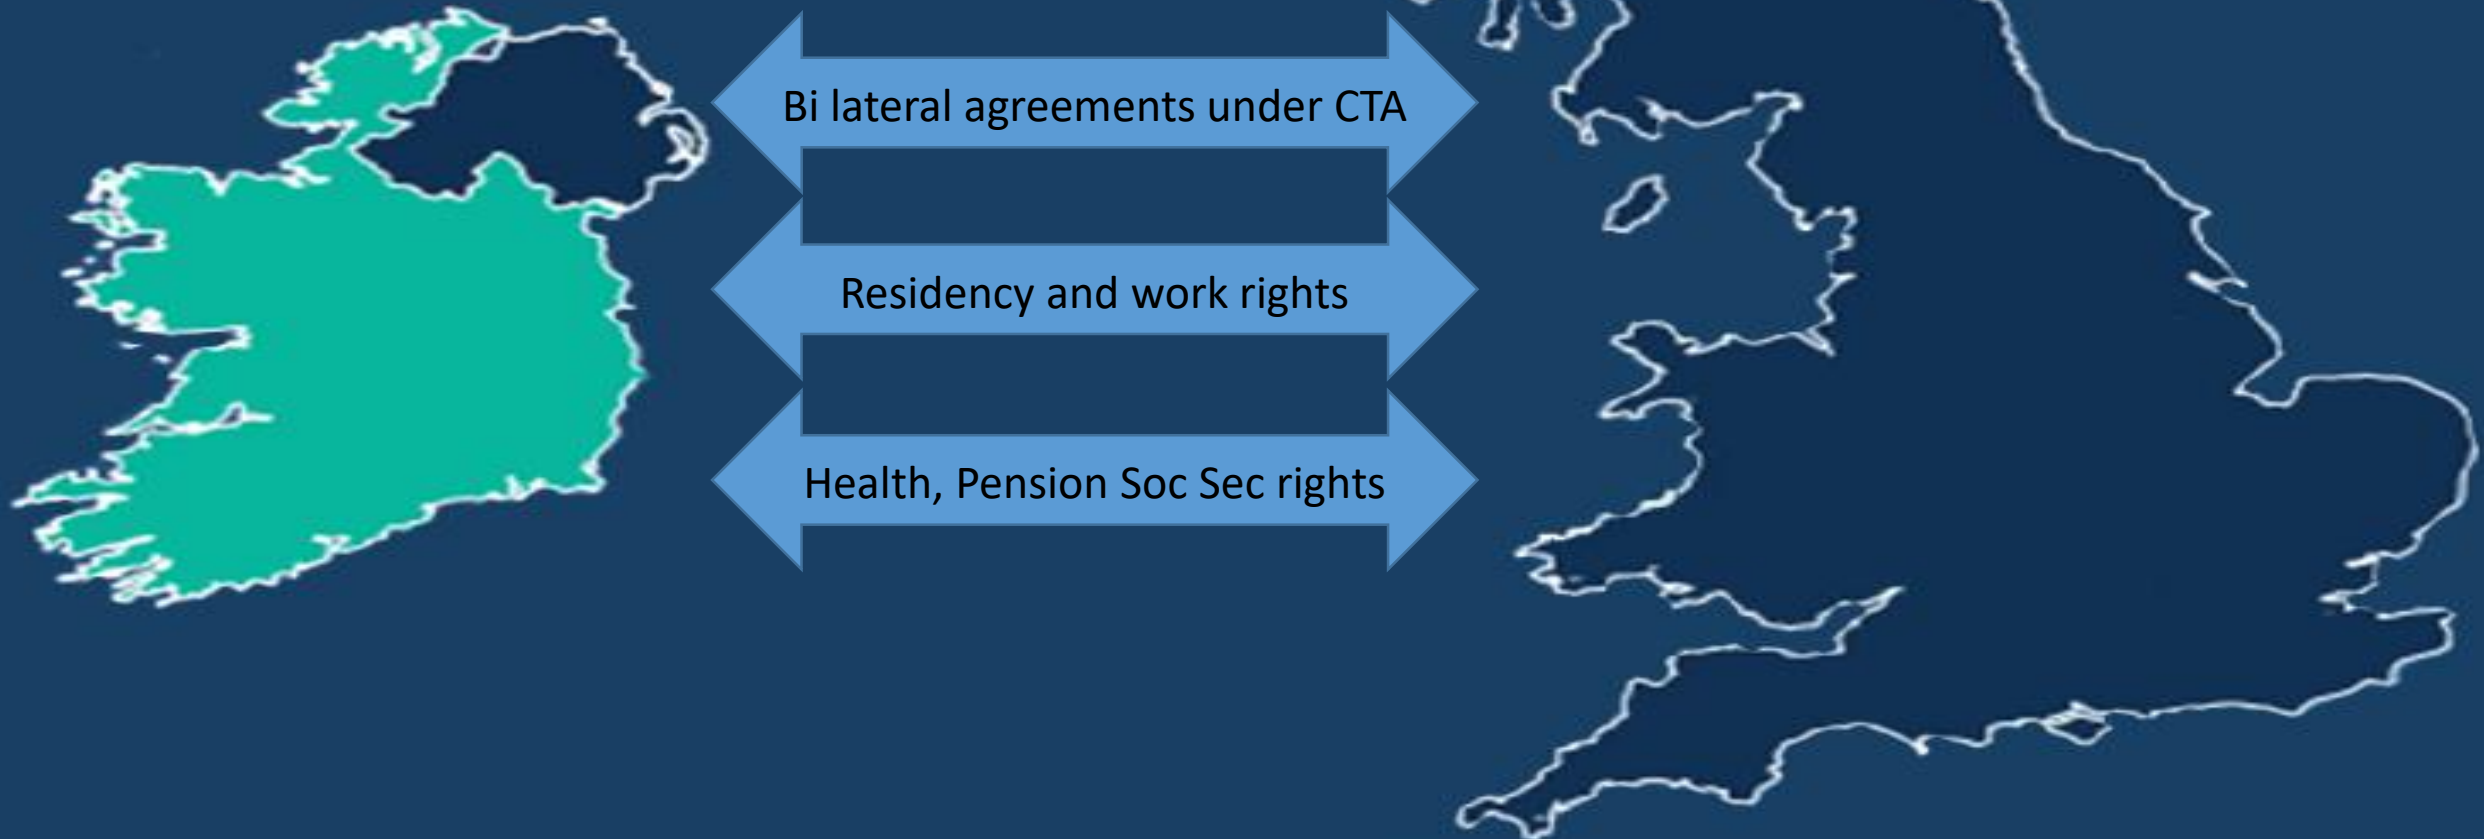 Bi lateral agreements under CTA
Residency and work rights
Health, Pension Soc Sec rights